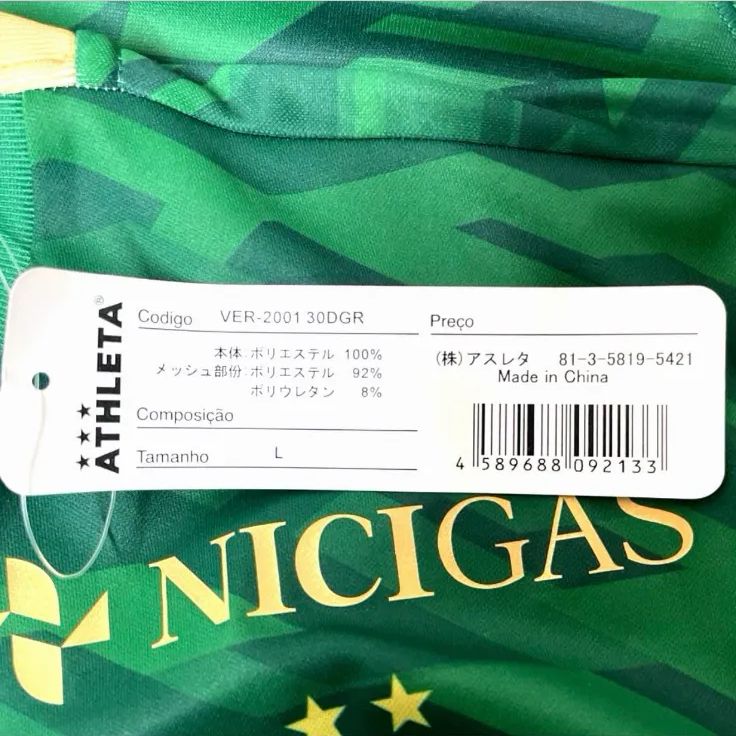 ATHLETA®
Codigo VER-2001 30DGR
本体:ポリエステル 100%
メッシュ部份:ポリエステル 92%
ポリウレタン 8%
Composição
Tamanho L
Preço
(株)アスレタ 81-3-5819-5421
Made in China
4 589688 092133
NICIGAS